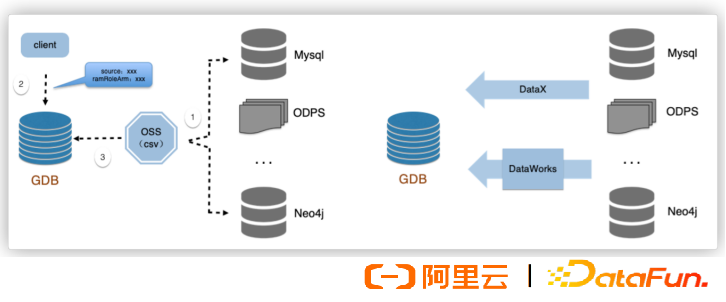 client
source：xxx
ramRoleArm：xxx
2
GDB
3
OSS
（csv）
1
Mysql
ODPS
...
Neo4j
GDB
DataX
DataWorks
Mysql
ODPS
...
Neo4j
阿里云 | DataFun.